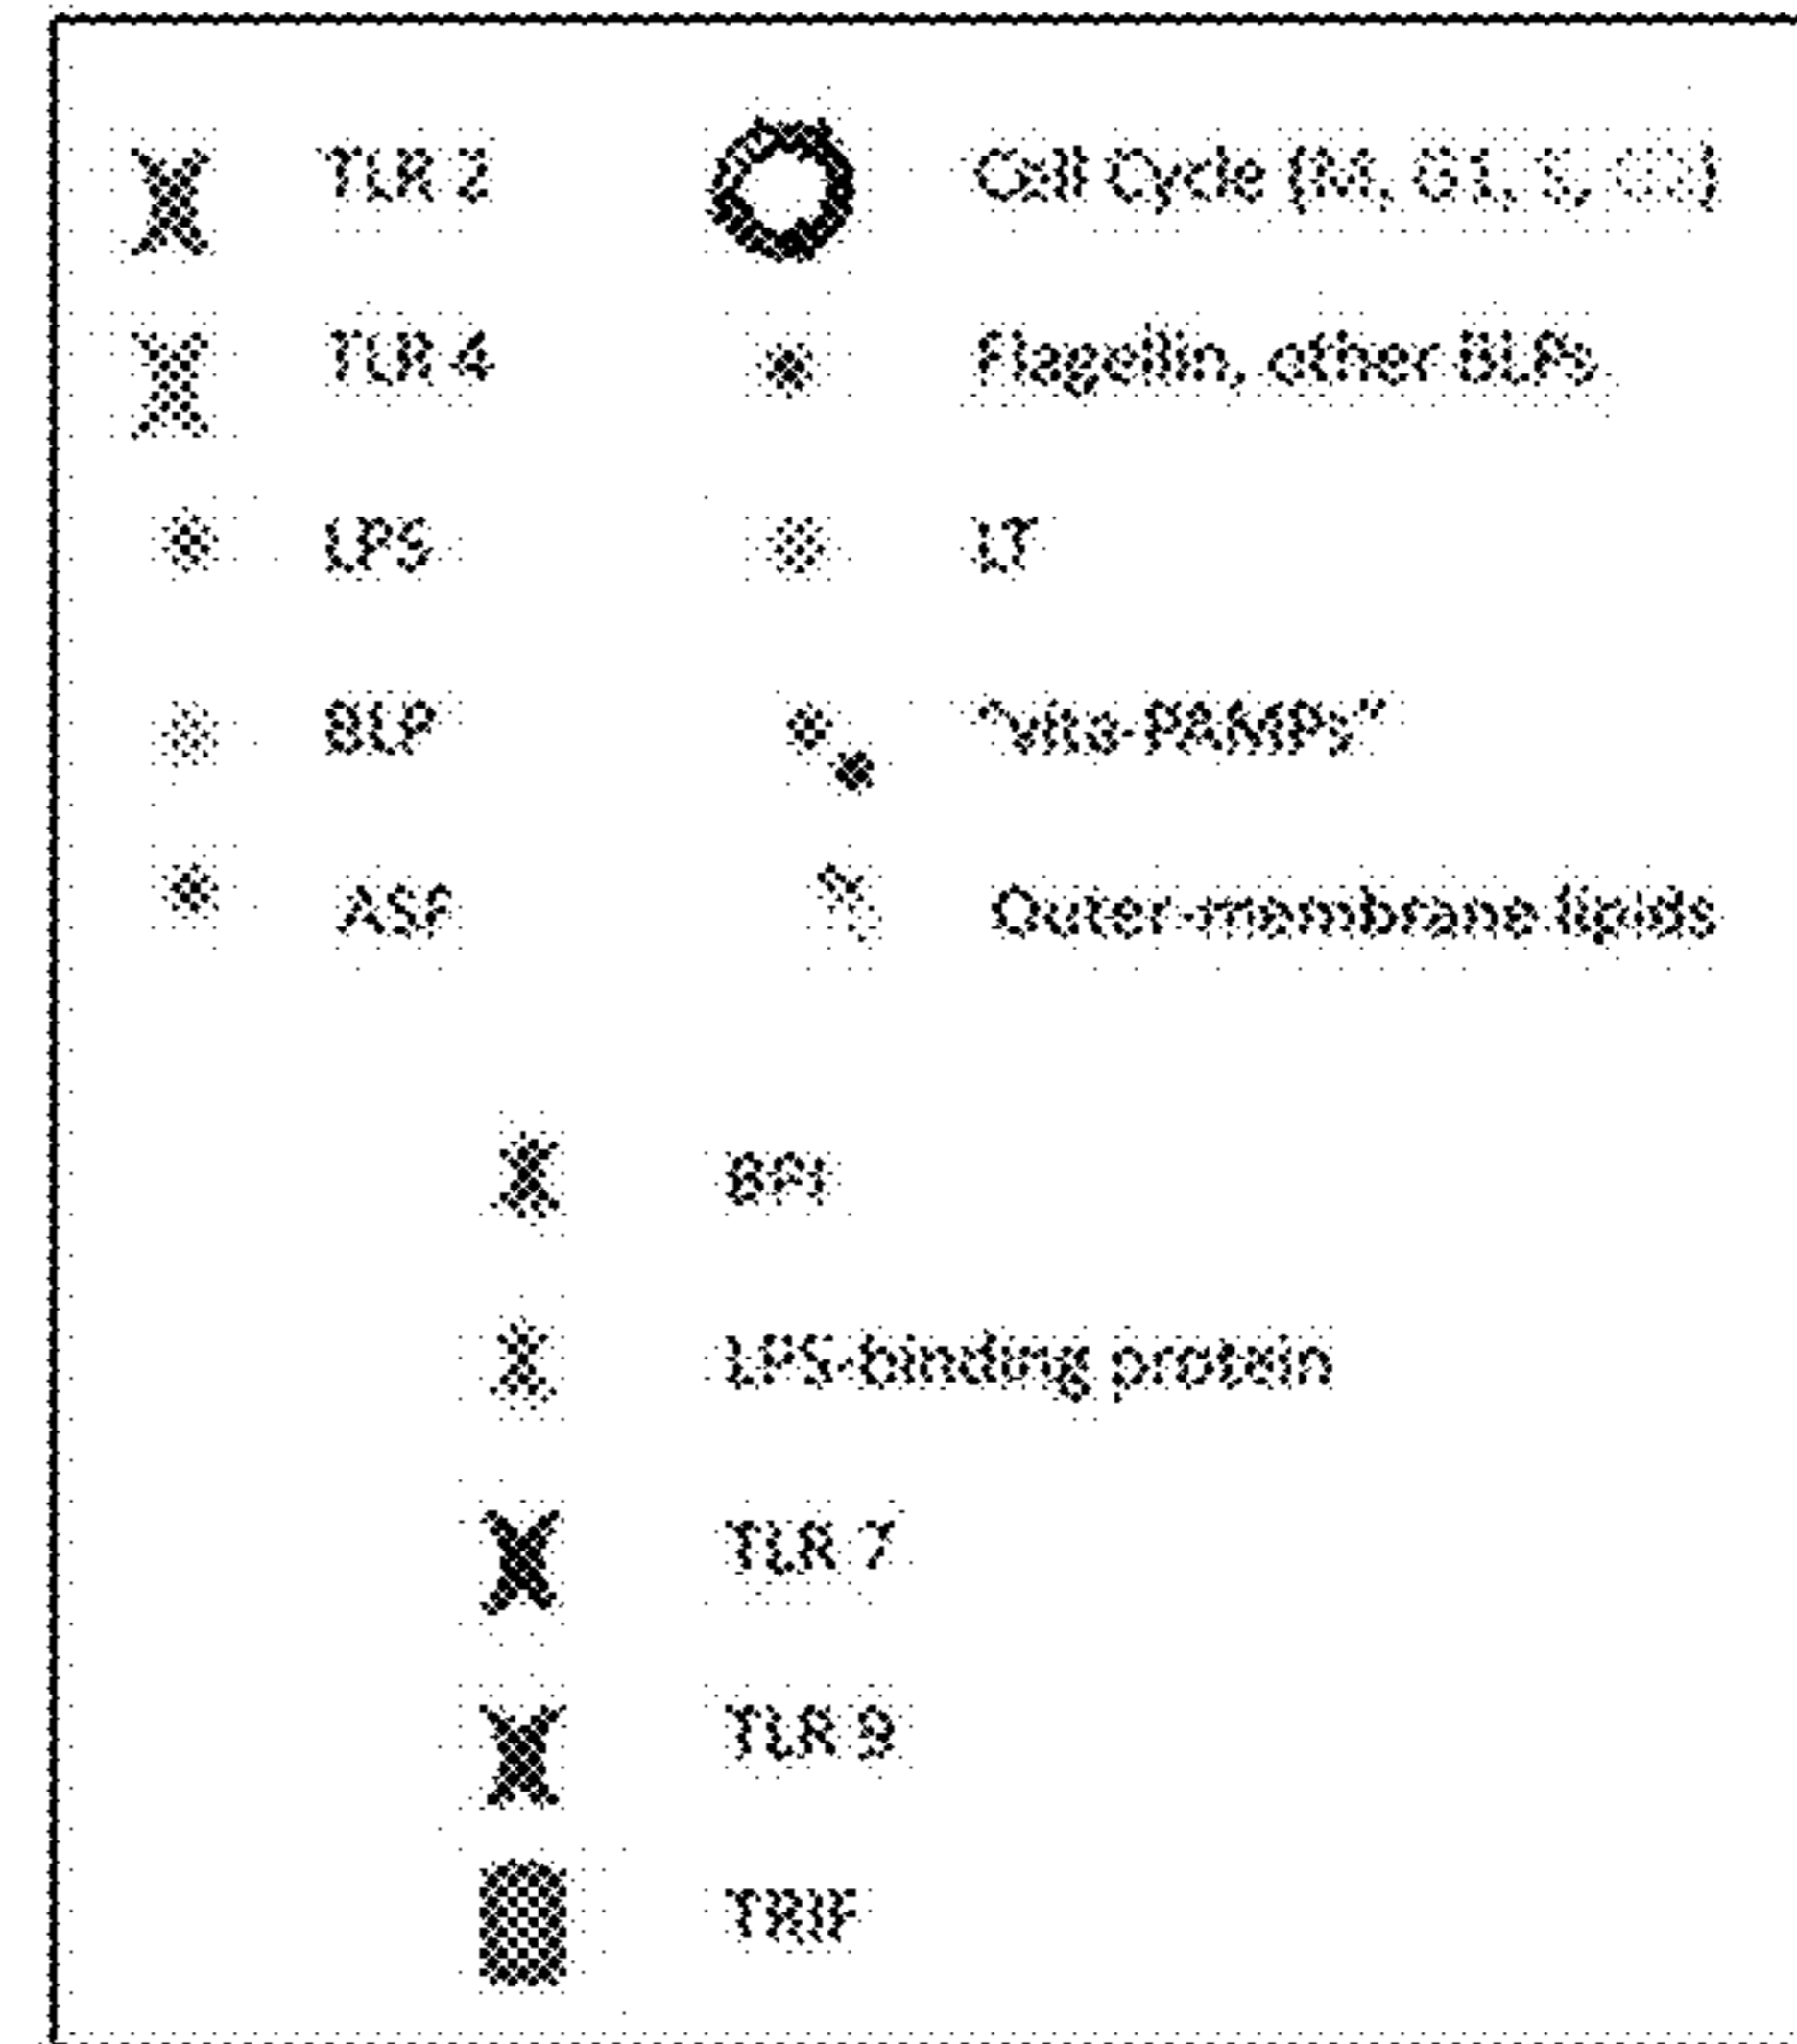 TLR 2
Cell Cycle (M, G1, S, G2)
TLR 4
Flagellin, other BLPs
LPS
LT
BLP
"vita-PAMPs"
ASF
Outer-membrane lipids
BPI
LPS-binding protein
TLR 7
TLR 9
TRIF